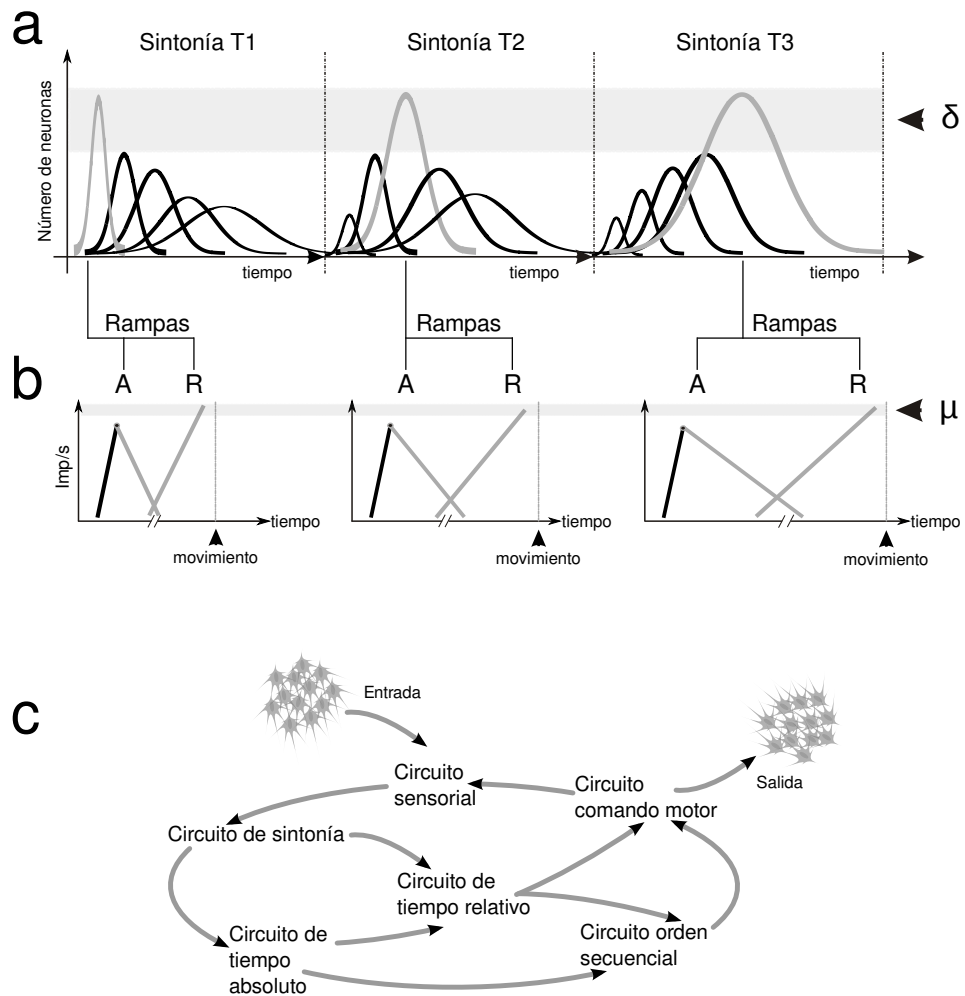 a
Sintonía T1
Sintonía T2
Sintonía T3
Número de neuronas
δ
tiempo
tiempo
tiempo
Rampas
Rampas
Rampas
b
A
R
A
R
A
R
μ
Imp/s
tiempo
tiempo
tiempo
movimiento
movimiento
movimiento
c
Entrada
Salida
Circuito
sensorial
Circuito
comando motor
Circuito de sintonía
Circuito de
tiempo relativo
Circuito de
tiempo
absoluto
Circuito orden
secuencial